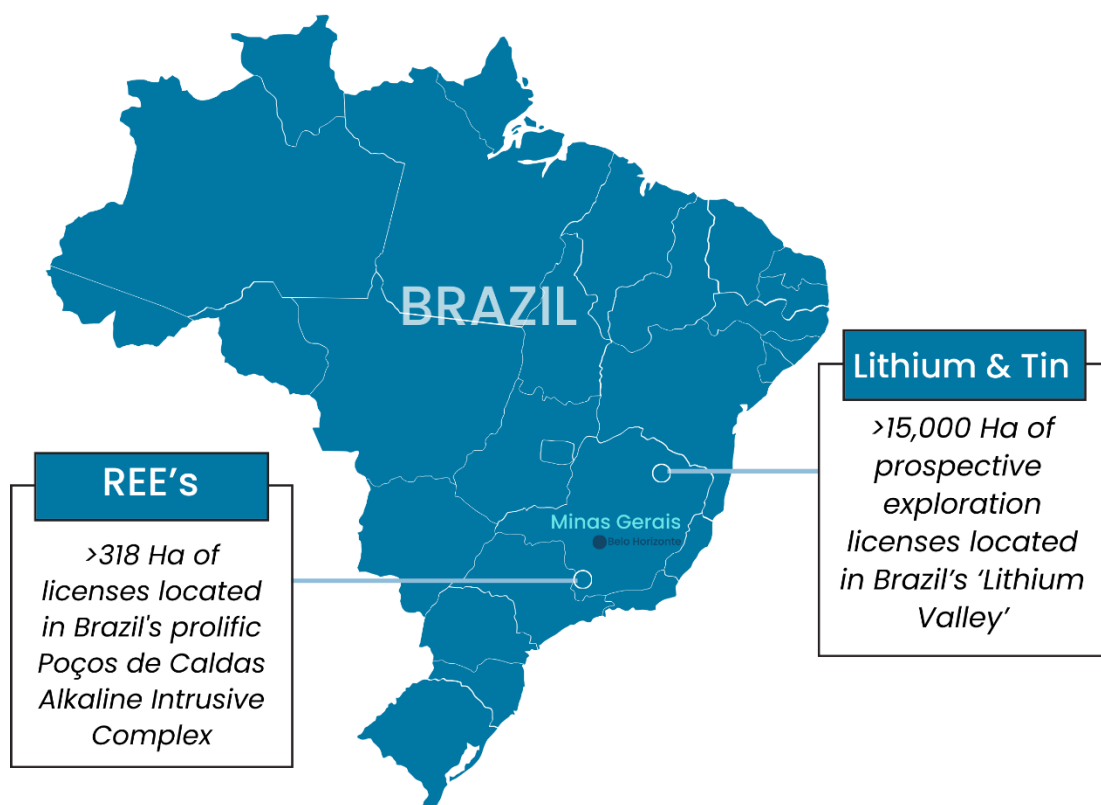 BRAZIL
Lithium & Tin
>15,000 Ha of
prospective
exploration
licenses located
in Brazil’s ‘Lithium
Valley’
REE’s
>318 Ha of
licenses located
in Brazil's prolific
Poços de Caldas
Alkaline Intrusive
Complex
Minas Gerais
Belo Horizonte